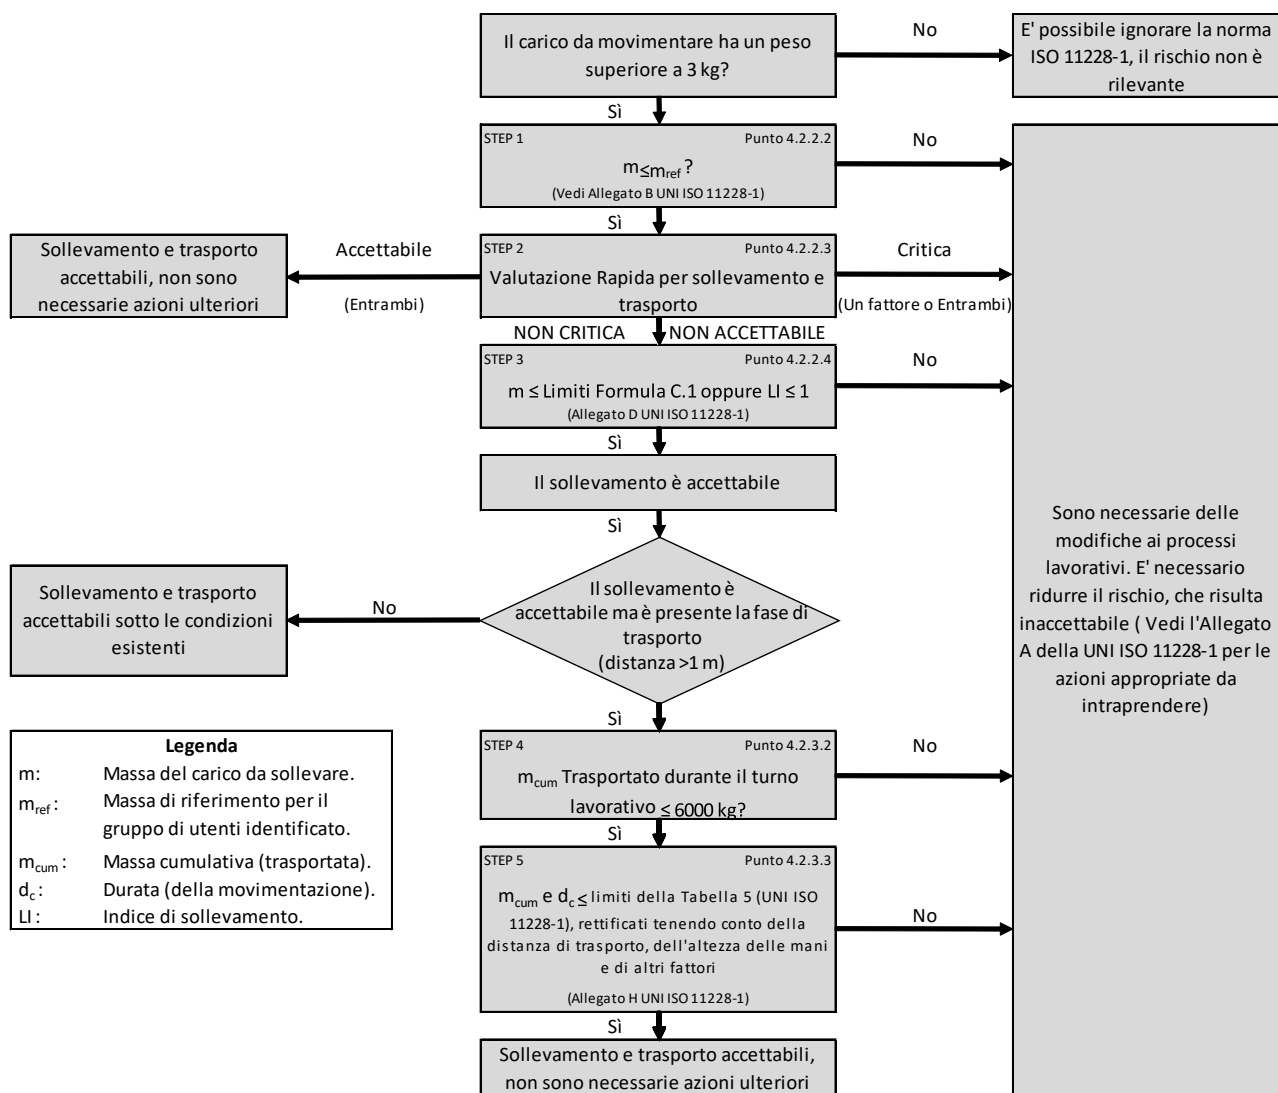 Il carico da movimentare ha un peso
superiore a 3 kg?
No
E' possibile ignorare la norma
ISO 11228-1, il rischio non è
rilevante
Sì
STEP 1 Punto 4.2.2.2
m≤mref ?
(Vedi Allegato B UNI ISO 11228-1)
No
Sì
Sollevamento e trasporto
accettabili, non sono
necessarie azioni ulteriori
Accettabile
(Entrambi)
STEP 2 Punto 4.2.2.3
Valutazione Rapida per sollevamento e
trasporto
Critica
(Un fattore o Entrambi)
NON CRITICA NON ACCETTABILE
STEP 3 Punto 4.2.2.4
m ≤ Limiti Formula C.1 oppure LI ≤ 1
(Allegato D UNI ISO 11228-1)
No
Sì
Il sollevamento è accettabile
Sì
Il sollevamento è
accettabile ma è presente la fase di
trasporto
(distanza >1 m)
No
Sollevamento e trasporto
accettabili sotto le condizioni
esistenti
Sono necessarie delle
modifiche ai processi
lavorativi. E' necessario
ridurre il rischio, che risulta
inaccettabile ( Vedi l'Allegato
A della UNI ISO 11228-1 per le
azioni appropriate da
intraprendere)
Sì
STEP 4 Punto 4.2.3.2
mcum Trasportato durante il turno
lavorativo ≤ 6000 kg?
No
Sì
STEP 5 Punto 4.2.3.3
mcum e dc ≤ limiti della Tabella 5 (UNI ISO
11228-1), rettificati tenendo conto della
distanza di trasporto, dell'altezza delle mani
e di altri fattori
(Allegato H UNI ISO 11228-1)
No
Sì
Sollevamento e trasporto accettabili,
non sono necessarie azioni ulteriori
Legenda
m: Massa del carico da sollevare.
mref : Massa di riferimento per il
gruppo di utenti identificato.
mcum : Massa cumulativa (trasportata).
dc : Durata (della movimentazione).
LI : Indice di sollevamento.